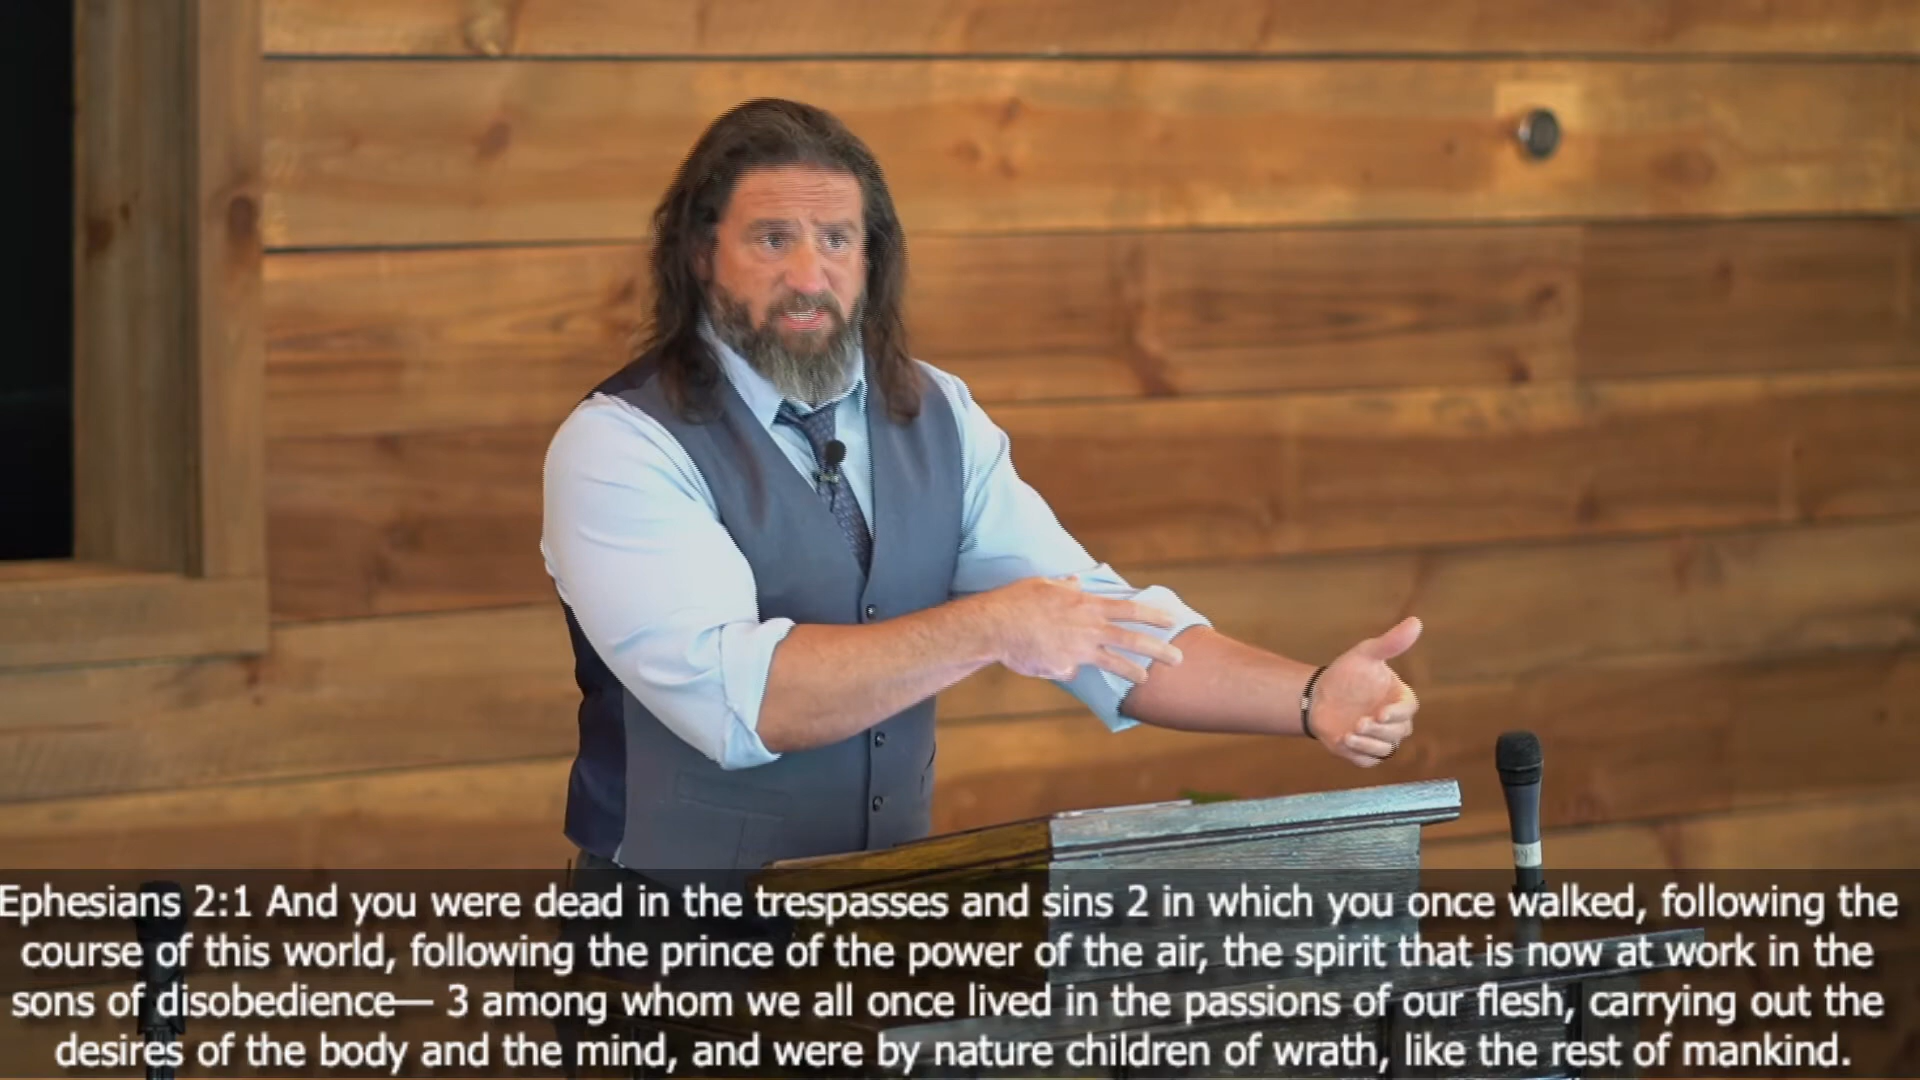 Ephesians 2:1 And you were dead in the trespasses and sins 2 in which you once walked, following the
course of this world, following the prince of the power of the air, the spirit that is now at work in the
sons of disobedience— 3 among whom we all once lived in the passions of our flesh, carrying out the
desires of the body and the mind, and were by nature children of wrath, like the rest of mankind.